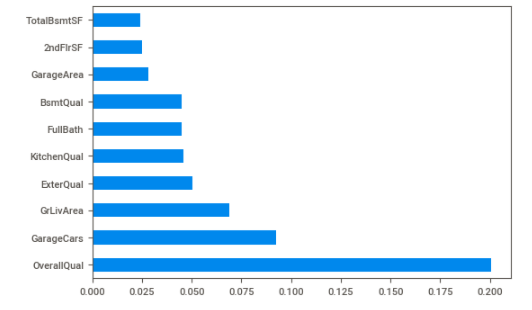 TotalBsmtSF
2ndFlrSF
GarageArea
BsmtQual
FullBath
KitchenQual
ExterQual
GrLivArea
GarageCars
OverallQual
0.000 0.025 0.050 0.075 0.100 0.125 0.150 0.175 0.200